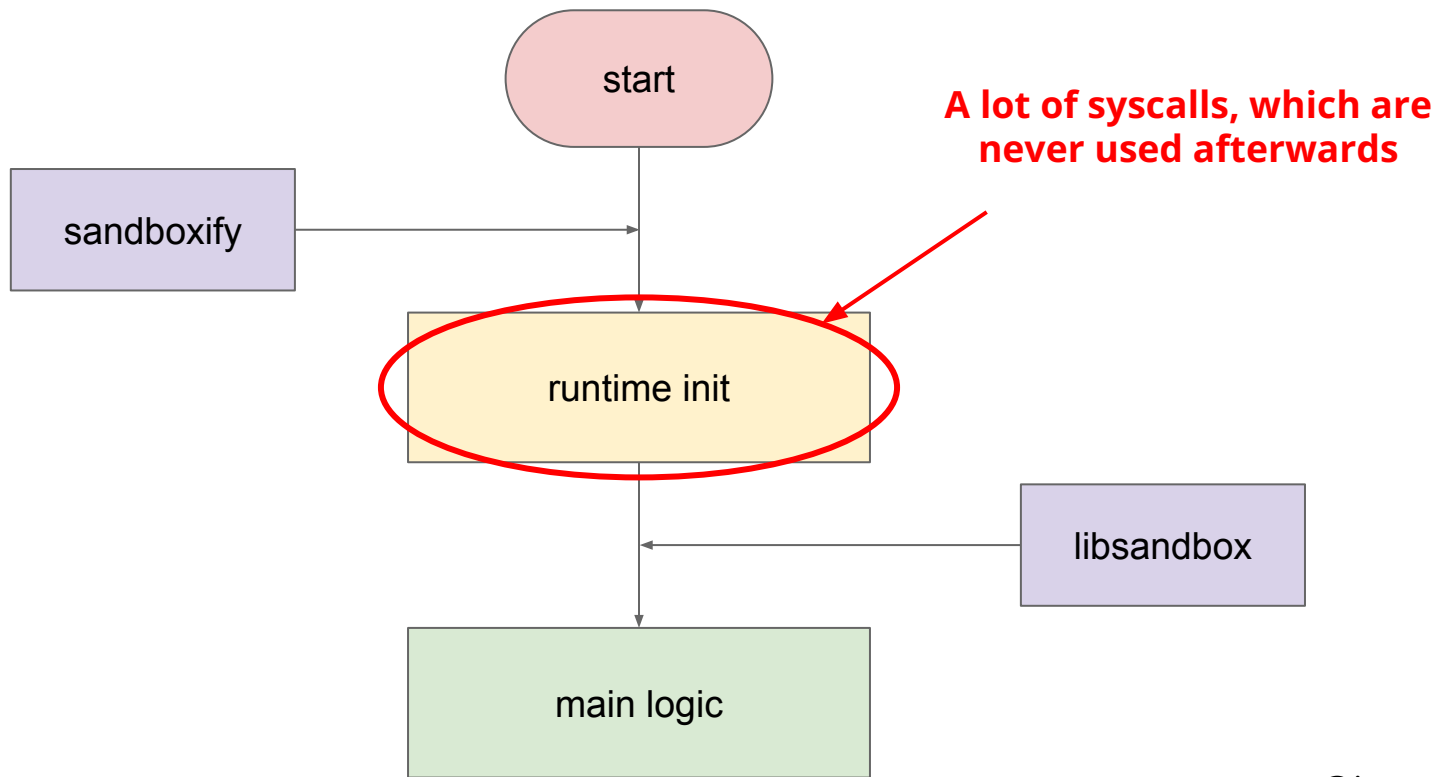 start
A lot of syscalls, which are
never used afterwards
sandboxify
runtime init
libsandbox
main logic